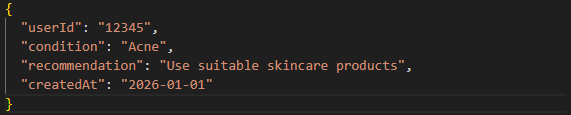 {
  "userId": "12345",
  "condition": "Acne",
  "recommendation": "Use suitable skincare products",
  "createdAt": "2026-01-01"
}